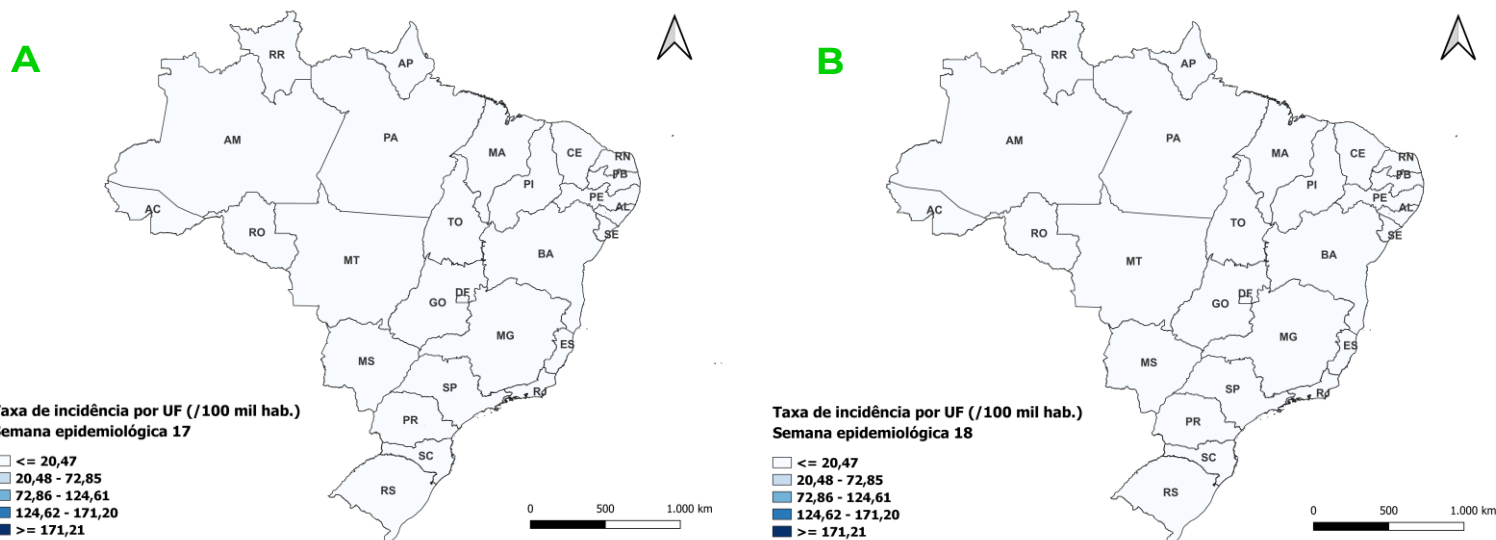 A
RR
AP
AM
PA
MA
CE
RN
PB
PI
PE
AL
AC
SE
TO
RO
BA
MT
DF
GO
MG
ES
MS
SP
RJ
PR
SC
RS
Taxa de incidência por UF (/100 mil hab.)
Semana epidemiológica 17
<= 20,47
20,48 - 72,85
72,86 - 124,61
124,62 - 171,20
>= 171,21
0 500 1.000 km
B
RR
AP
AM
PA
MA
CE
RN
PB
PI
PE
AL
AC
SE
TO
RO
BA
MT
DF
GO
MG
ES
MS
SP
RJ
PR
SC
RS
Taxa de incidência por UF (/100 mil hab.)
Semana epidemiológica 18
<= 20,47
20,48 - 72,85
72,86 - 124,61
124,62 - 171,20
>= 171,21
0 500 1.000 km